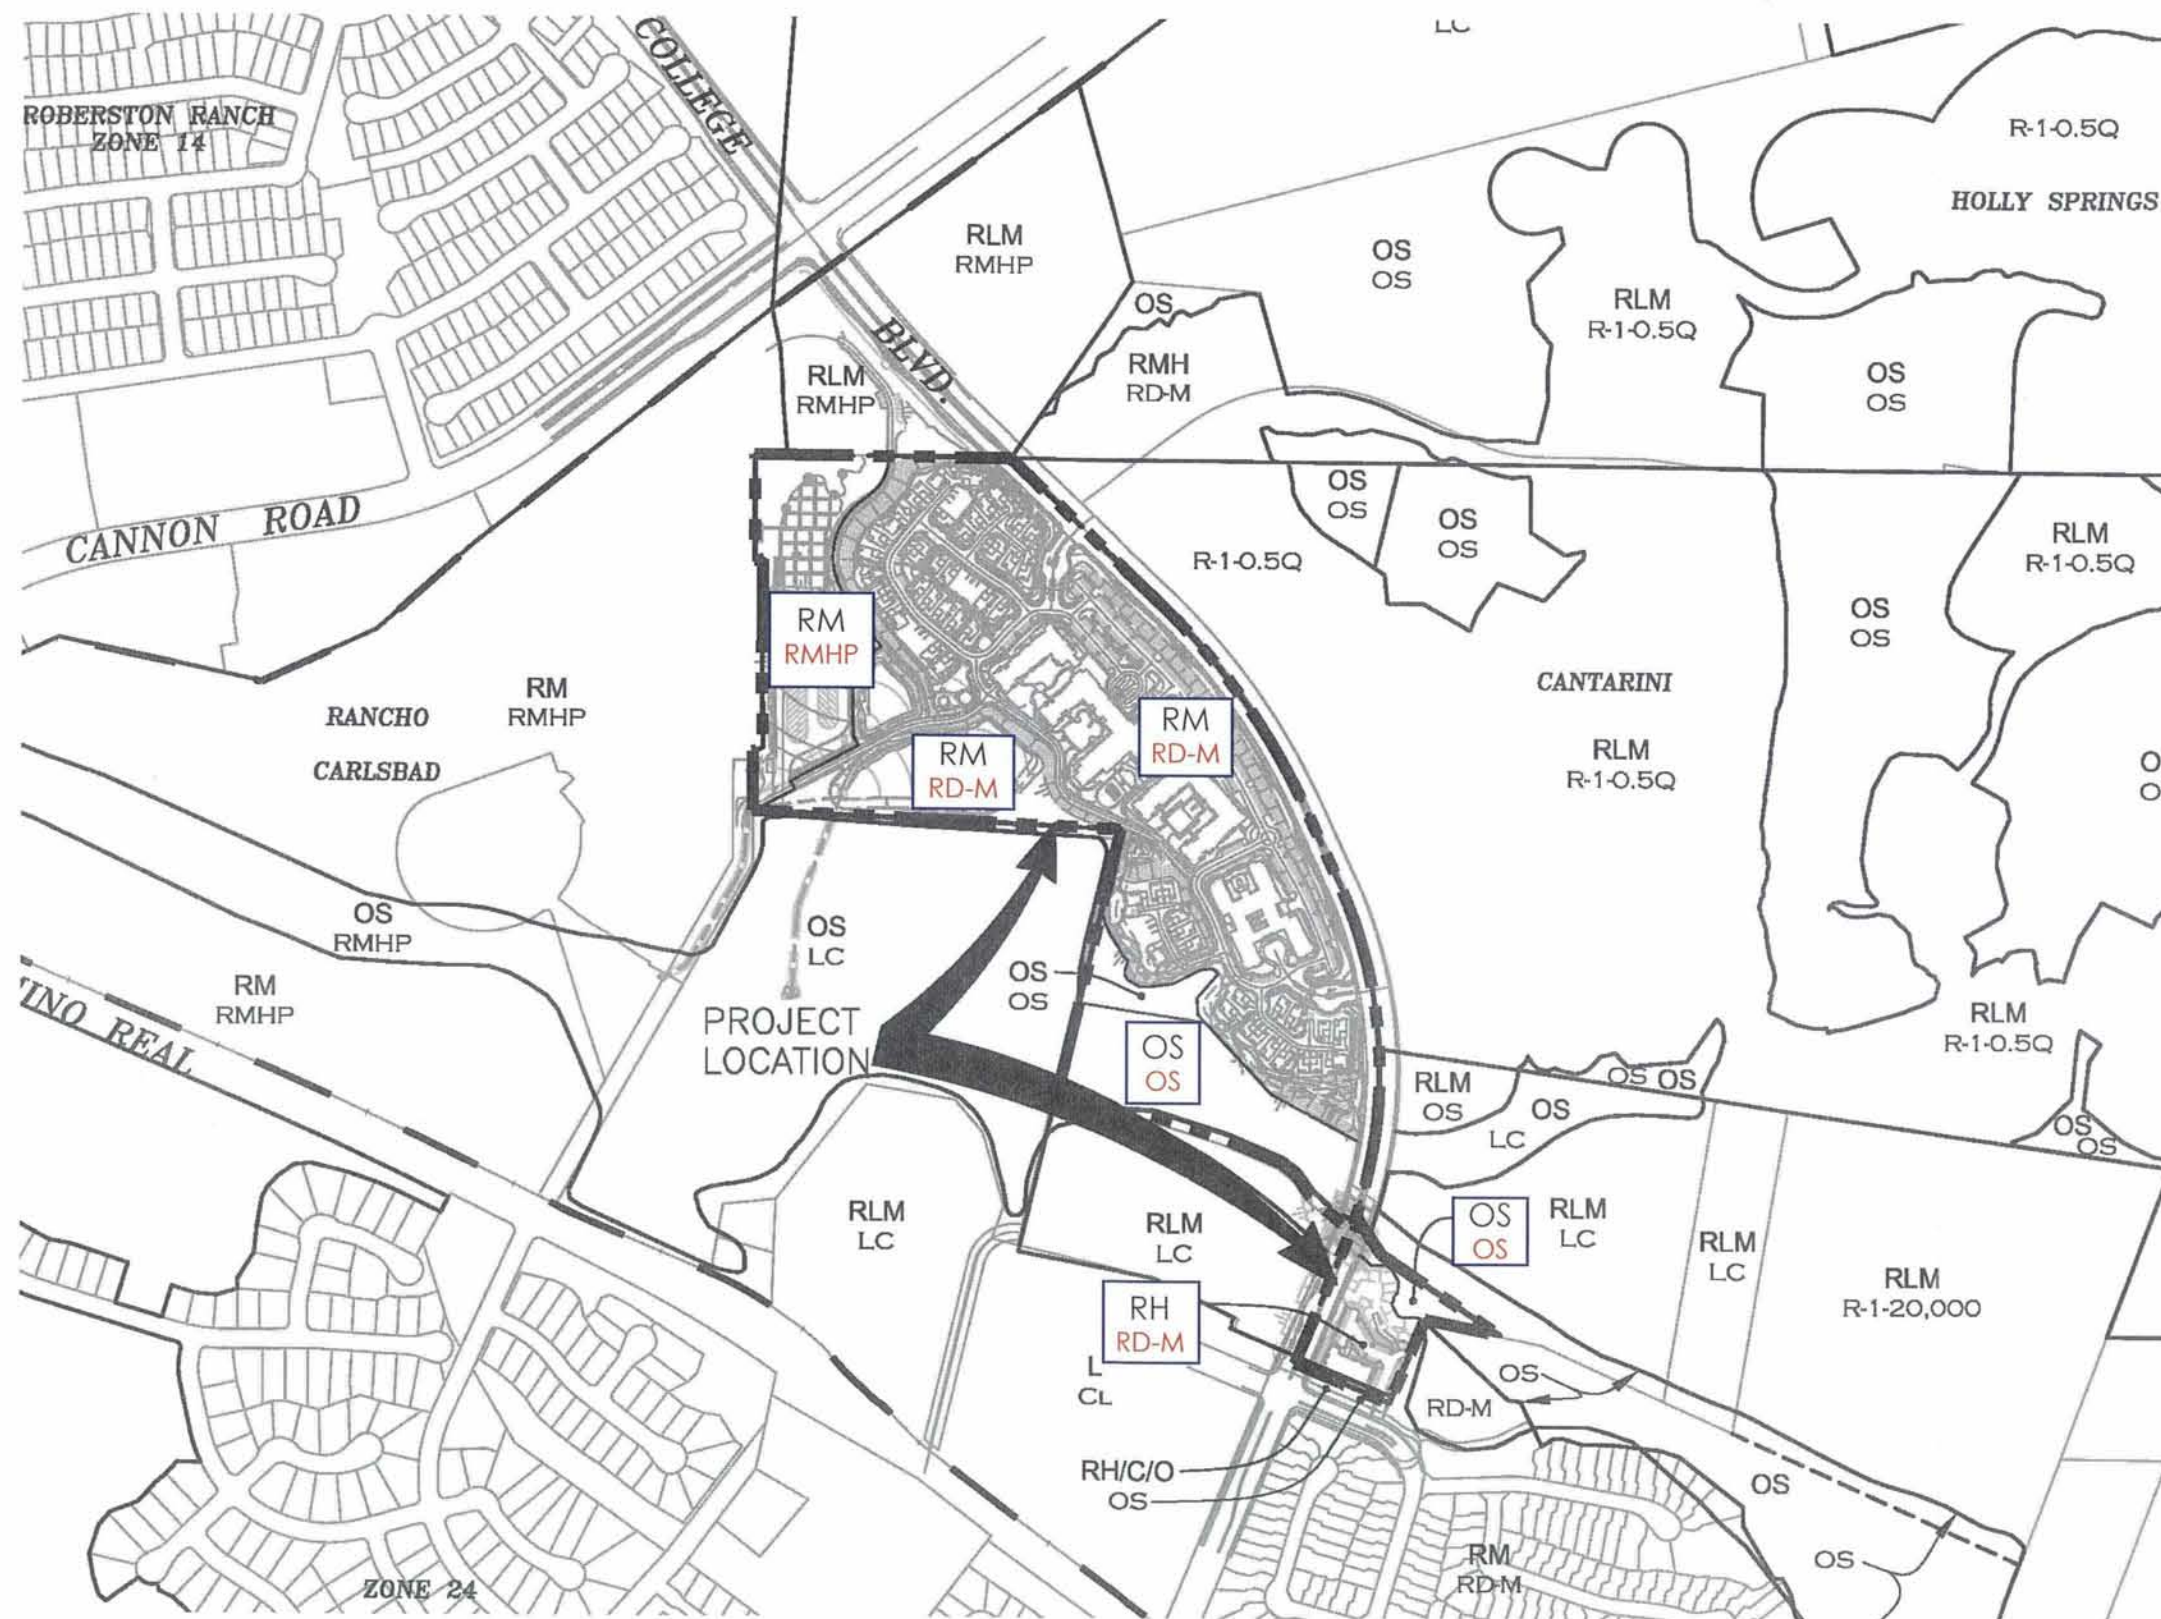 LC
COLLEGE
ROBERSTON RANCH
ZONE 14
R-1-0.5Q
HOLLY SPRINGS
RLM
RMHP
OS
OS
OS
RLM
R-1-0.5Q
BLVD.
RMH
RD-M
RLM
RMHP
OS
OS
CANNON ROAD
OS
OS
OS
OS
RLM
R-1-0.5Q
R-1-0.5Q
RM
RMHP
OS
OS
RANCHO
CARLSBAD
RM
RMHP
CANTARINI
RM
RD-M
RLM
R-1-0.5Q
RM
RD-M
O
O
OS
RMHP
OS
LC
RM
RMHP
INO REAL
OS
OS
PROJECT
LOCATION
OS
OS
RLM
R-1-0.5Q
RLM
OS
OS
OS
OS
LC
OS
OS
RLM
LC
RLM
LC
OS
OS
RLM
LC
RLM
LC
RLM
R-1-20,000
RH
RD-M
L
CL
OS
RD-M
RH/C/O
OS
OS
RM
RD-M
OS
ZONE 24